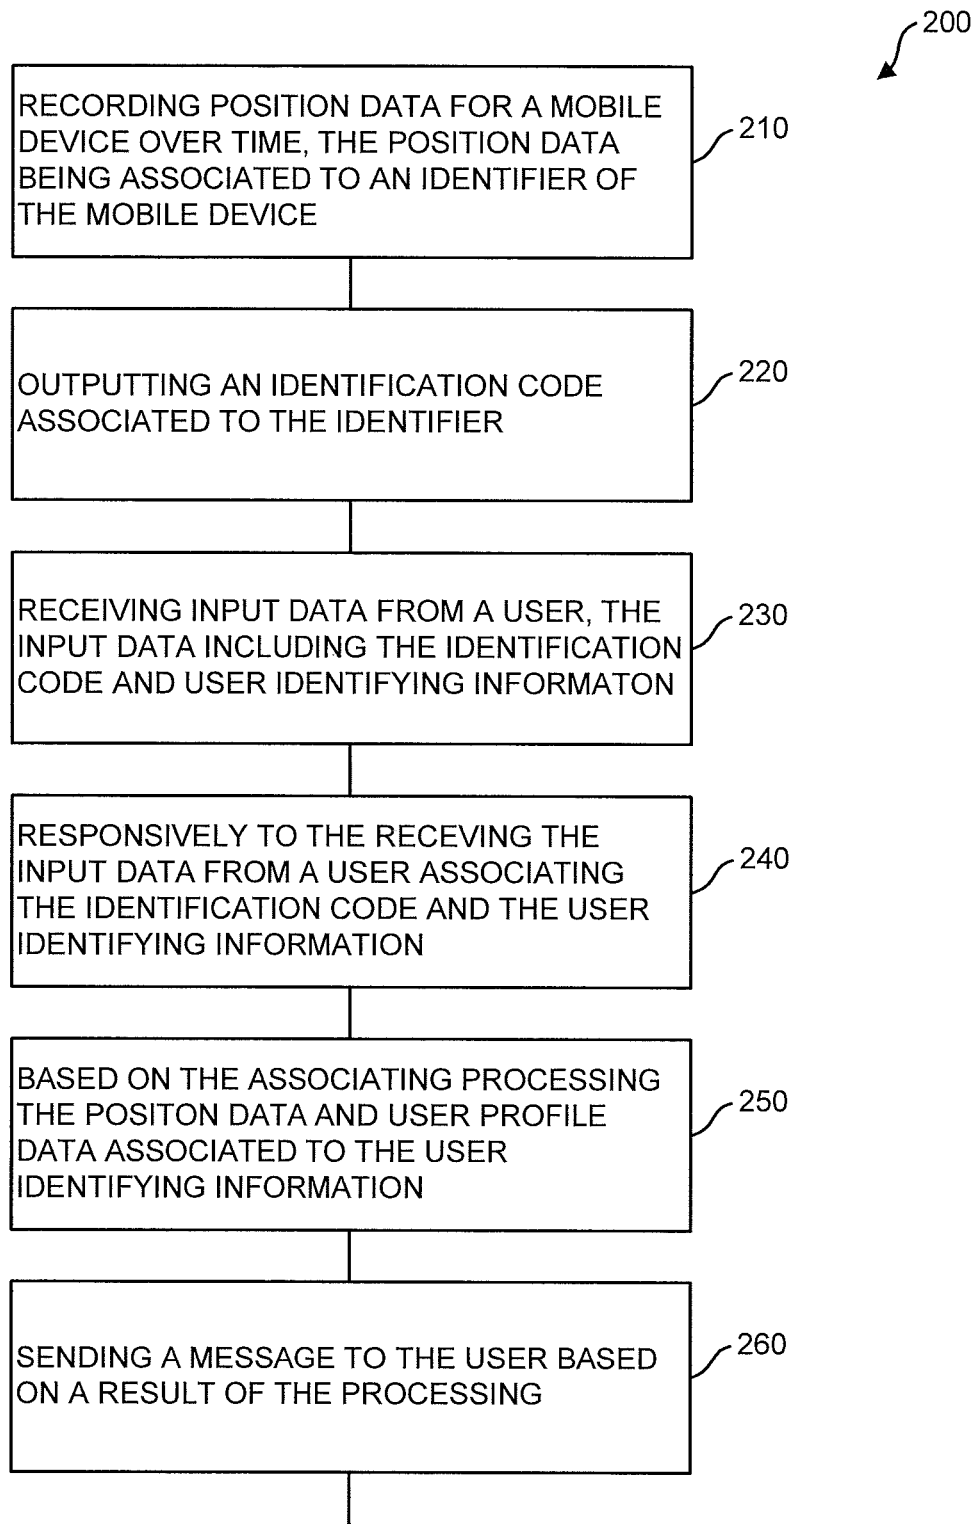 200
RECORDING POSITION DATA FOR A MOBILE
DEVICE OVER TIME, THE POSITION DATA
BEING ASSOCIATED TO AN IDENTIFIER OF
THE MOBILE DEVICE
210
OUTPUTTING AN IDENTIFICATION CODE
ASSOCIATED TO THE IDENTIFIER
220
RECEIVING INPUT DATA FROM A USER, THE
INPUT DATA INCLUDING THE IDENTIFICATION
CODE AND USER IDENTIFYING INFORMATON
230
RESPONSIVELY TO THE RECEVING THE
INPUT DATA FROM A USER ASSOCIATING
THE IDENTIFICATION CODE AND THE USER
IDENTIFYING INFORMATION
240
BASED ON THE ASSOCIATING PROCESSING
THE POSITON DATA AND USER PROFILE
DATA ASSOCIATED TO THE USER
IDENTIFYING INFORMATION
250
SENDING A MESSAGE TO THE USER BASED
ON A RESULT OF THE PROCESSING
260